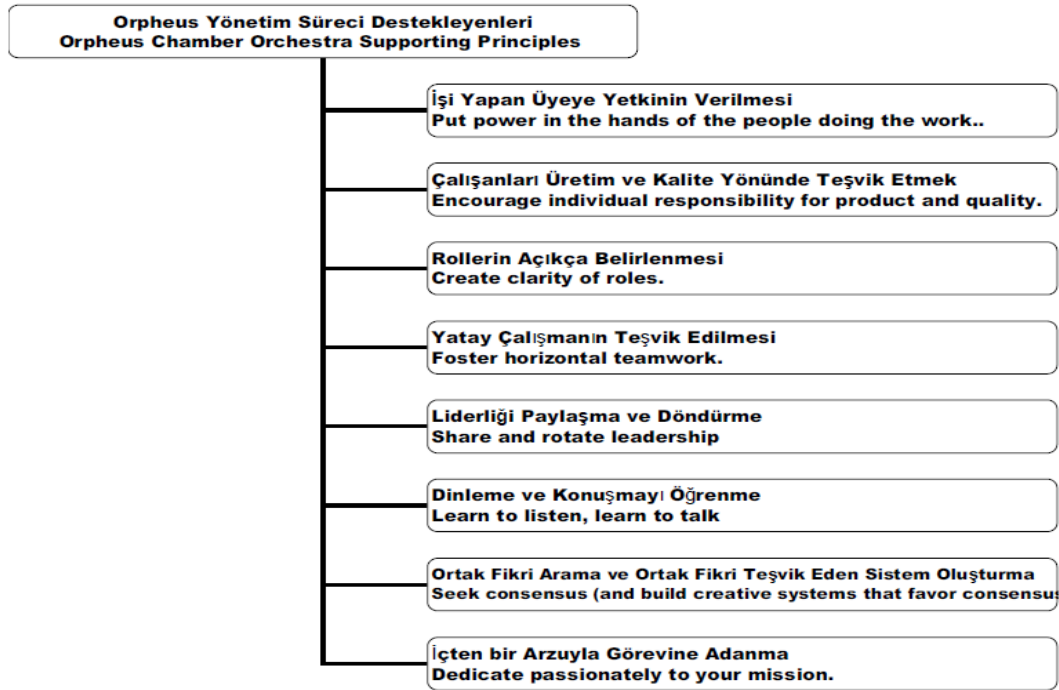 Orpheus Yönetim Süreci Destekleyenleri
Orpheus Chamber Orchestra Supporting Principles
İşi Yapan Üyeye Yetkinin Verilmesi
Put power in the hands of the people doing the work..
Çalışanları Üretim ve Kalite Yönünde Teşvik Etmek
Encourage individual responsibility for product and quality.
Rollerin Açıkça Belirlenmesi
Create clarity of roles.
Yatay Çalışmanın Teşvik Edilmesi
Foster horizontal teamwork.
Liderliği Paylaşma ve Döndürme
Share and rotate leadership
Dinleme ve Konuşmayı Öğrenme
Learn to listen, learn to talk
Ortak Fikri Arama ve Ortak Fikri Teşvik Eden Sistem Oluşturma
Seek consensus (and build creative systems that favor consensus
İçten bir Arzuyla Görevine Adanma
Dedicate passionately to your mission.